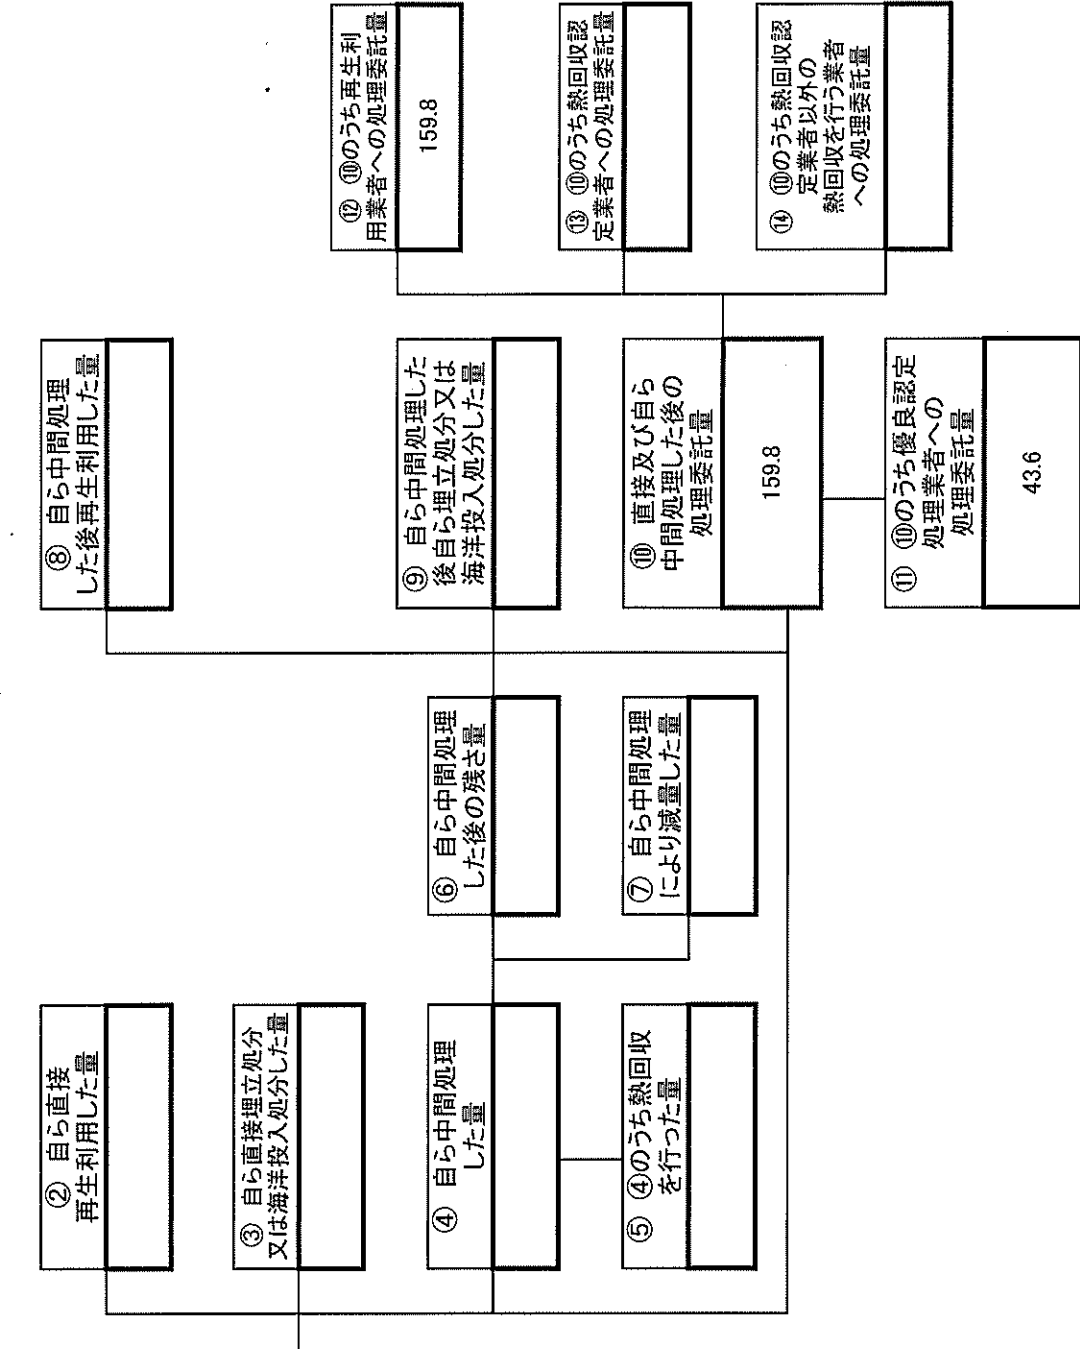 ② 自ら直接
再生利用した量
③ 自ら直接埋立処分
又は海洋投入処分した量
④ 自ら中間処理
した量
⑤ ④のうち熱回収
を行った量
⑥ 自ら中間処理
した後の残さ量
⑦ 自ら中間処理
により減量した量
⑧ 自ら中間処理
した後再生利用した量
⑨ 自ら中間処理した
後自ら埋立処分又は
海洋投入処分した量
⑩ 直接及び自ら
中間処理した後の
処理委託量
159.8
⑪ ⑩のうち優良認定
処理業者への
処理委託量
43.6
⑫ ⑩のうち再生利
用業者への処理委託量
159.8
⑬ ⑩のうち熱回収認
定業者への処理委託量
⑭ ⑩のうち熱回収認
定業者以外の
熱回収を行う業者
への処理委託量